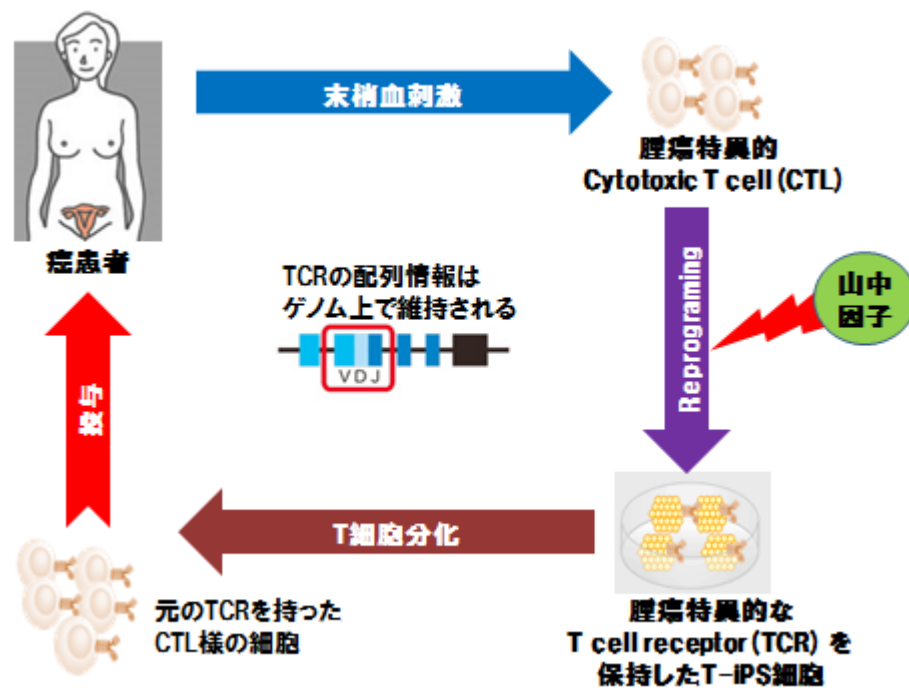 末梢血刺激
腫瘍特異的
Cytotoxic T cell (CTL)
癌患者
TCRの配列情報は
ゲノム上で維持される
VDJ
Reprograming
山中
因子
投与
T細胞分化
元のTCRを持った
CTL様の細胞
腫瘍特異的な
T cell receptor (TCR) を
保持したT-iPS細胞